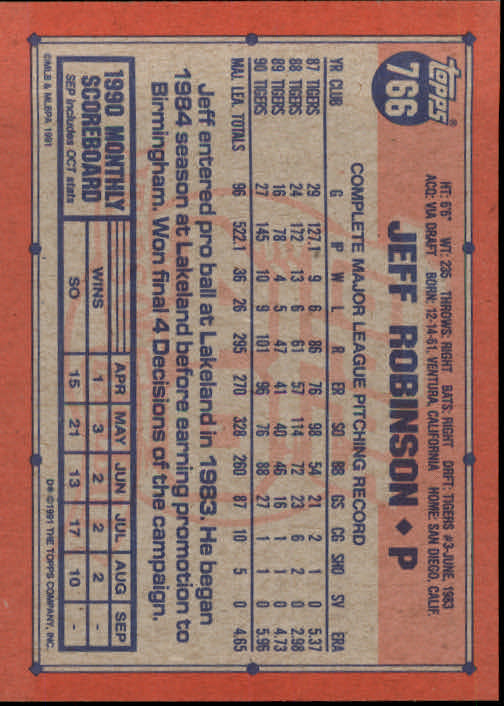 topps®
766
HT: 6'6" WT: 235 THROWS: RIGHT BATS: RIGHT DRFT: TIGERS #3-JUNE, 1983
ACQ: VIA DRAFT BORN: 12-14-61, VENTURA, CALIFORNIA HOME: SAN DIEGO, CALIF.
JEFF ROBINSON ◆ P
COMPLETE MAJOR LEAGUE PITCHING RECORD
YR CLUB G IP W L R ER SO BB GS CG SHO SV ERA
87 TIGERS 29 127.1 9 6 86 76 98 54 21 2 1 0 5.37
88 TIGERS 24 172 13 6 61 57 114 72 23 6 2 0 2.98
89 TIGERS 16 78 4 5 47 41 40 46 16 1 1 0 4.73
90 TIGERS 27 145 10 9 101 96 76 88 27 1 1 0 5.96
MAJ. LEA. TOTALS 96 522.1 36 26 295 270 328 260 87 10 5 0 4.65
Jeff entered pro ball at Lakeland in 1983. He began
1984 season at Lakeland before earning promotion to
Birmingham. Won final 4 Decisions of the campaign.
1990 MONTHLY
SCOREBOARD
SEP includes OCT stats
APR MAY JUN JUL AUG SEP
WINS 1 3 2 2 2 -
SO 15 21 13 17 10 -
©MLB & MLBPA 1991
D* ©1991 THE TOPPS COMPANY, INC.